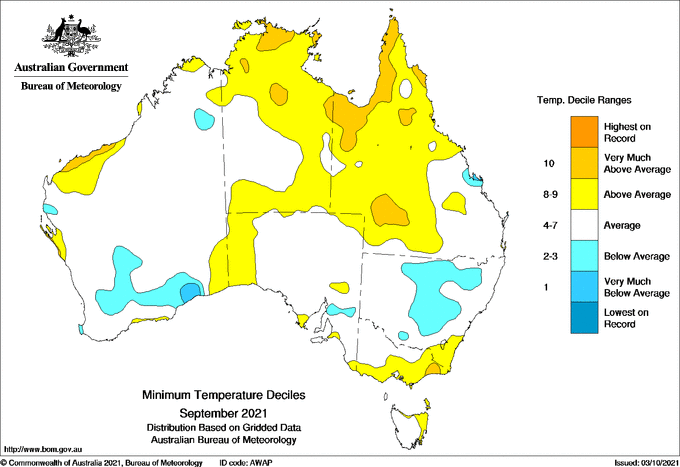 Australian Government
Bureau of Meteorology
Temp. Decile Ranges
Highest on
Record
10 Very Much
Above Average
8-9 Above Average
4-7 Average
2-3 Below Average
1 Very Much
Below Average
Lowest on
Record
Minimum Temperature Deciles
September 2021
Distribution Based on Gridded Data
Australian Bureau of Meteorology
http://www.bom.gov.au
© Commonwealth of Australia 2021, Bureau of Meteorology ID code: AWAP Issued: 03/10/2021